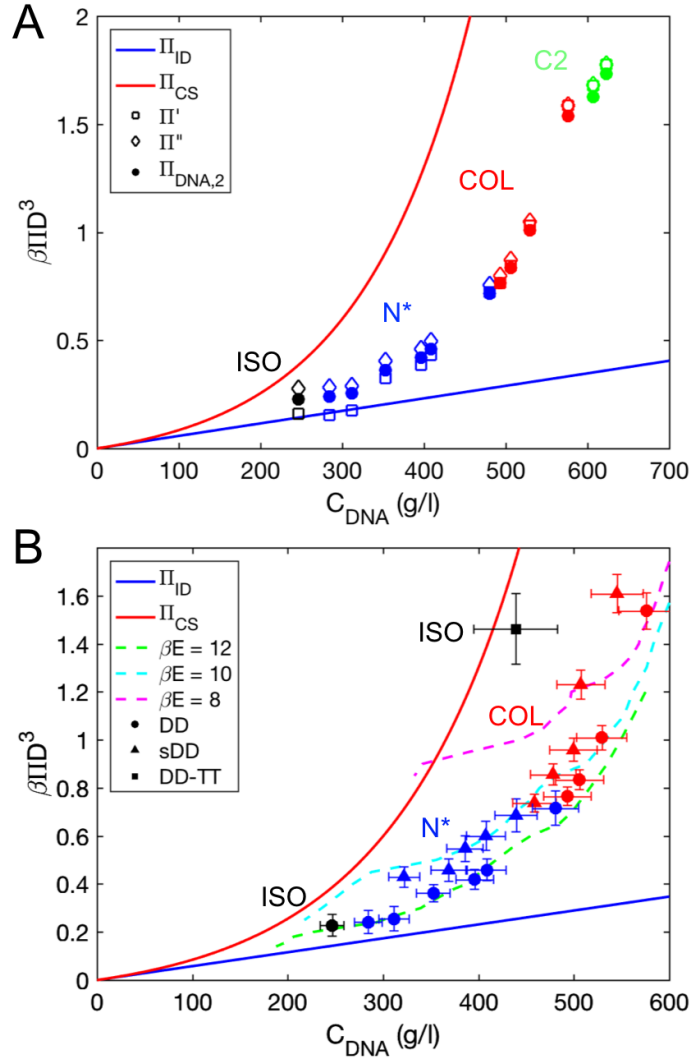 A
Π_ID
Π_CS
Π'
Π"
Π_DNA,2
C2
COL
N*
ISO
βΠD³
2
1.5
1
0.5
0
0 100 200 300 400 500 600 700
C_DNA (g/l)
B
Π_ID
Π_CS
βE = 12
βE = 10
βE = 8
DD
sDD
DD-TT
ISO
COL
N*
ISO
βΠD³
1.6
1.4
1.2
1
0.8
0.6
0.4
0.2
0
0 100 200 300 400 500 600
C_DNA (g/l)